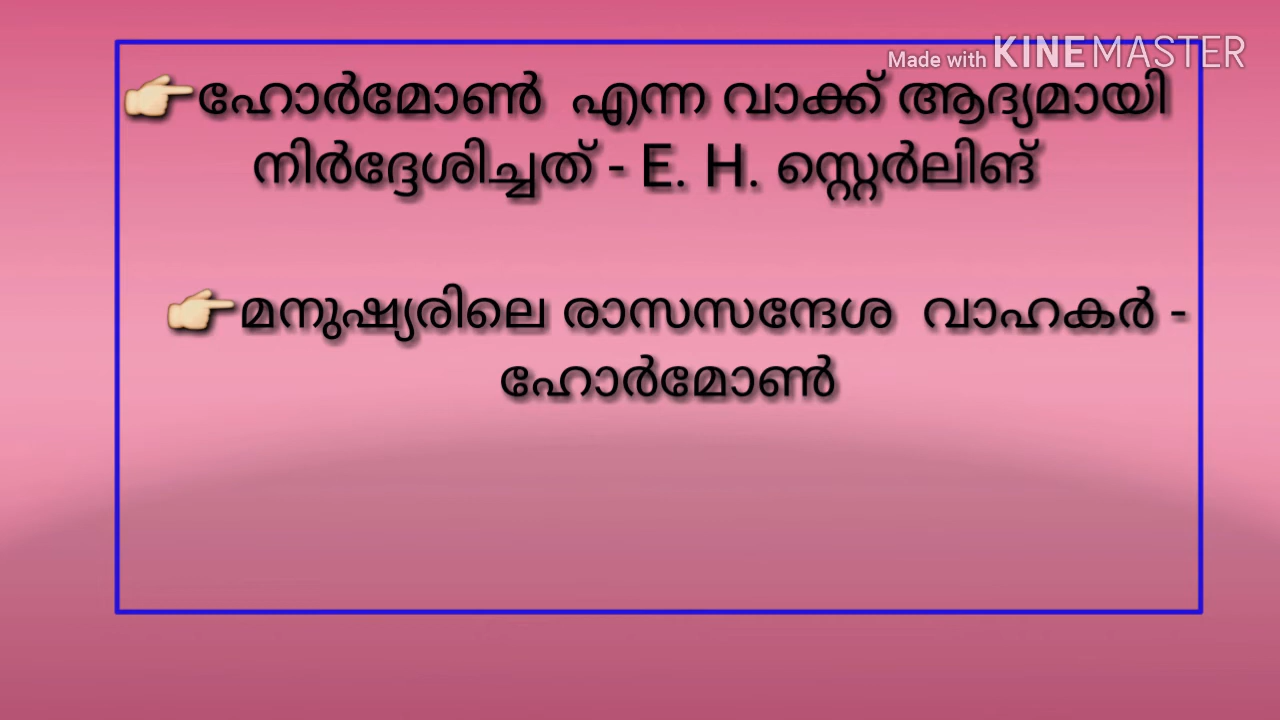 Made with KINEMASTER
👉ഹോർമോൺ എന്ന വാക്ക് ആദ്യമായി
നിർദ്ദേശിച്ചത് - E. H. സ്റ്റെർലിങ്
👉മനുഷ്യരിലെ രാസസന്ദേശ വാഹകർ -
ഹോർമോൺ